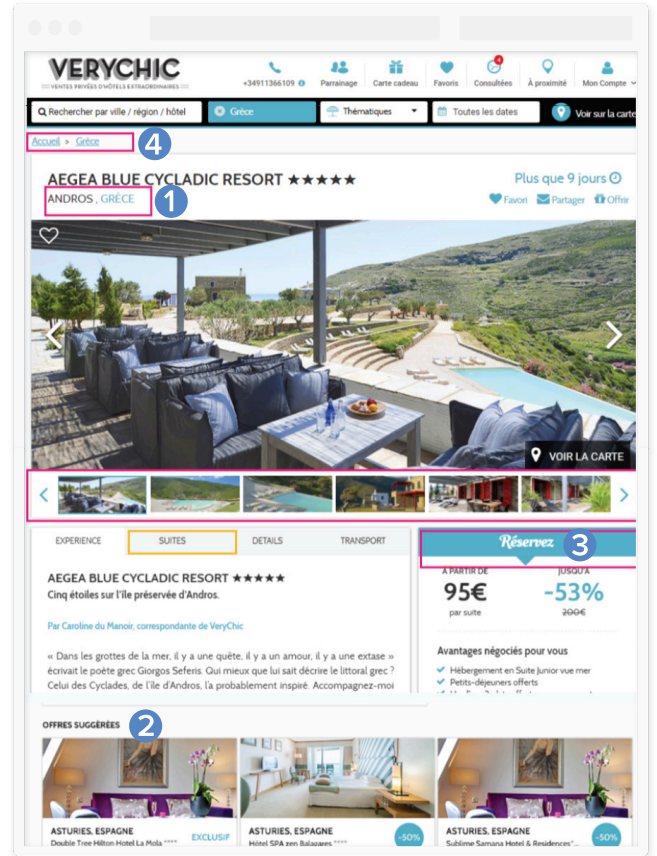 VERYCHIC
VENTES PRIVÉES D'HÔTELS EXTRAORDINAIRES
+34911366109
Parrainage
Carte cadeau
Favoris
4
Consultées
À proximité
Mon Compte
Rechercher par ville / région / hôtel
Grèce
Thématiques
Toutes les dates
Voir sur la carte
Accueil > Grèce
4
AEGEA BLUE CYCLADIC RESORT ★★★★★
Plus que 9 jours
ANDROS , GRÈCE
1
Favori
Partager
Offrir
VOIR LA CARTE
EXPERIENCE
SUITES
DETAILS
TRANSPORT
Réservez
3
AEGEA BLUE CYCLADIC RESORT ★★★★★
Cinq étoiles sur l'île préservée d'Andros.
Par Caroline du Manoir, correspondante de VeryChic
« Dans les grottes de la mer, il y a une quête, il y a un amour, il y a une extase »
écrivait le poète grec Giorgos Seferis. Qui mieux que lui sait décrire le littoral grec ?
Celui des Cyclades, de l'île d'Andros, l'a probablement inspiré. Accompagnez-moi
À PARTIR DE
95€
par suite
JUSQU'À
-53%
200€
Avantages négociés pour vous
Hébergement en Suite Junior vue mer
Petits-déjeuners offerts
OFFRES SUGGÉRÉES
2
ASTURIES, ESPAGNE
Double Tree Hilton Hotel La Mola ****
EXCLUSIF
ASTURIES, ESPAGNE
Hôtel SPA zen Balagares ****
-50%
ASTURIES, ESPAGNE
Sublime Samana Hotel & Residences*
-50%